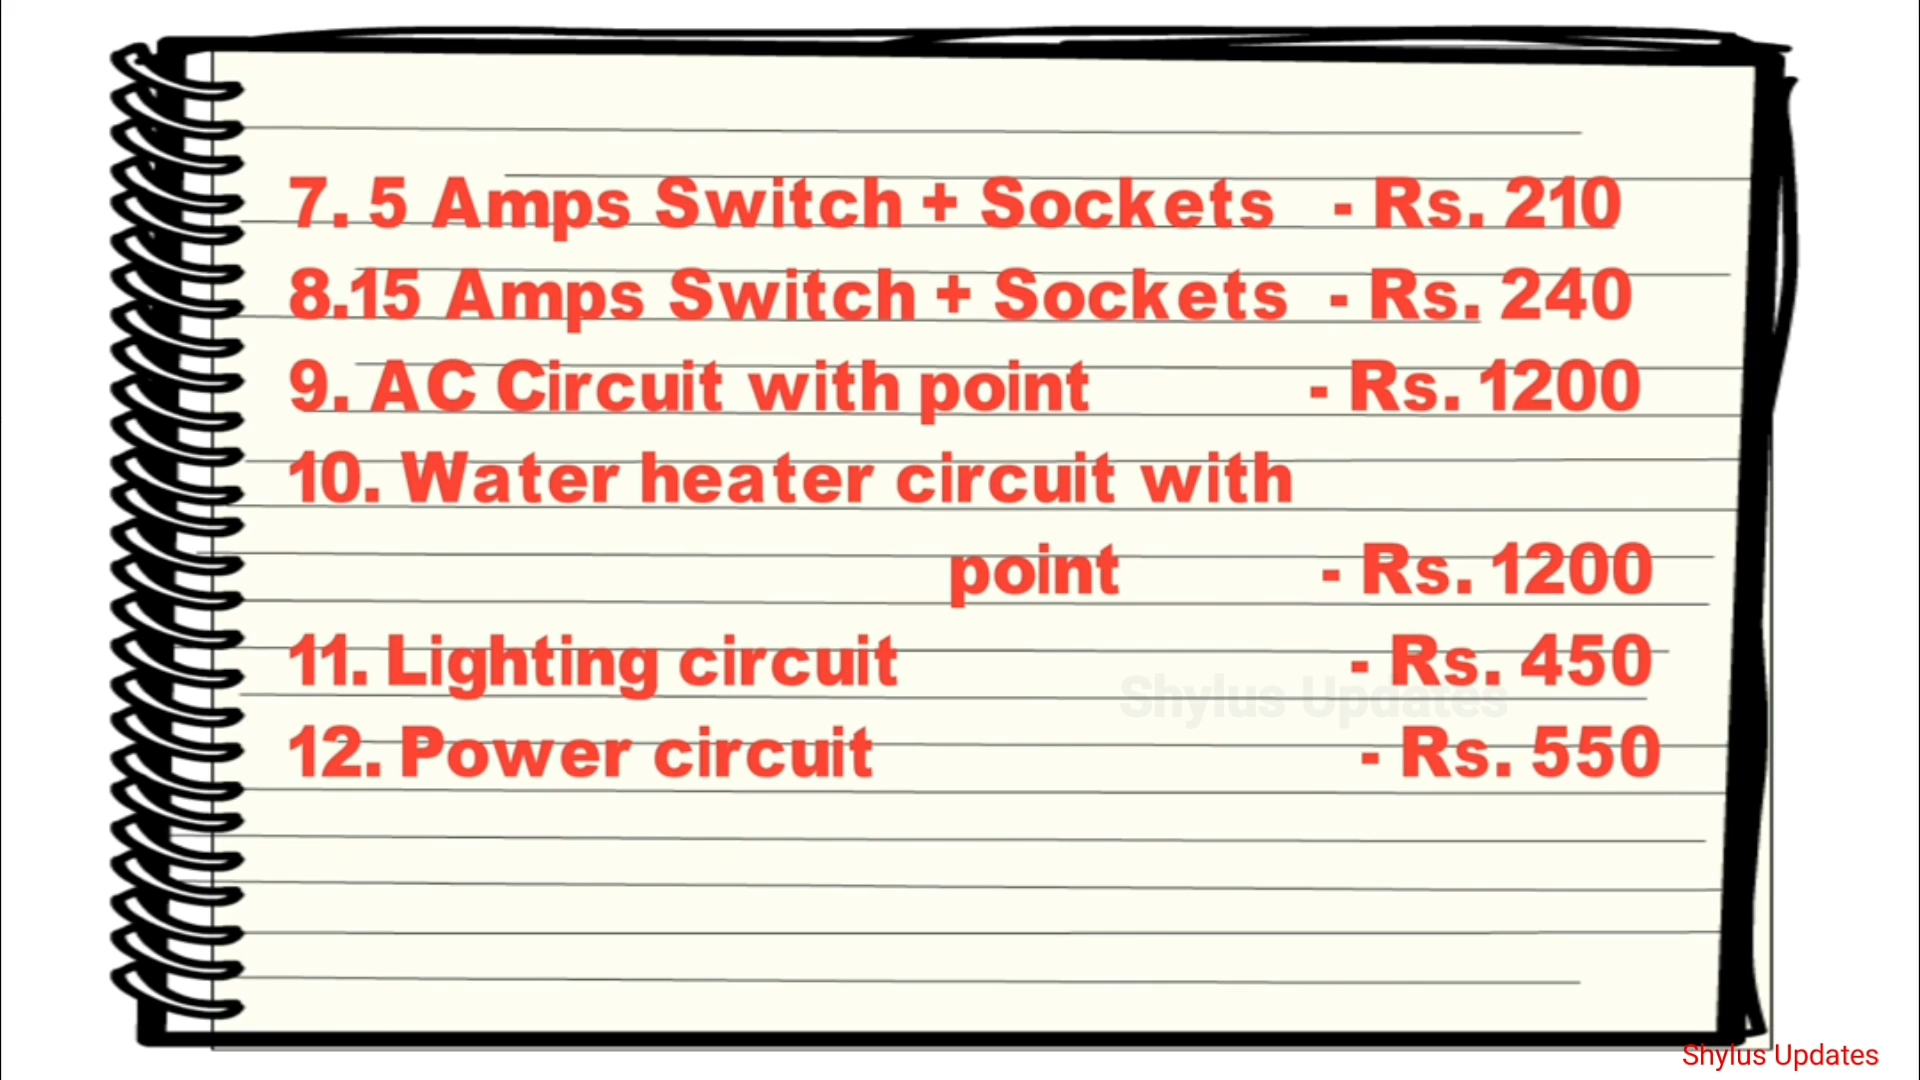 7. 5 Amps Switch + Sockets - Rs. 210
8.15 Amps Switch + Sockets - Rs. 240
9. AC Circuit with point - Rs. 1200
10. Water heater circuit with
point - Rs. 1200
11. Lighting circuit - Rs. 450
Shylus Updates
12. Power circuit - Rs. 550
Shylus Updates